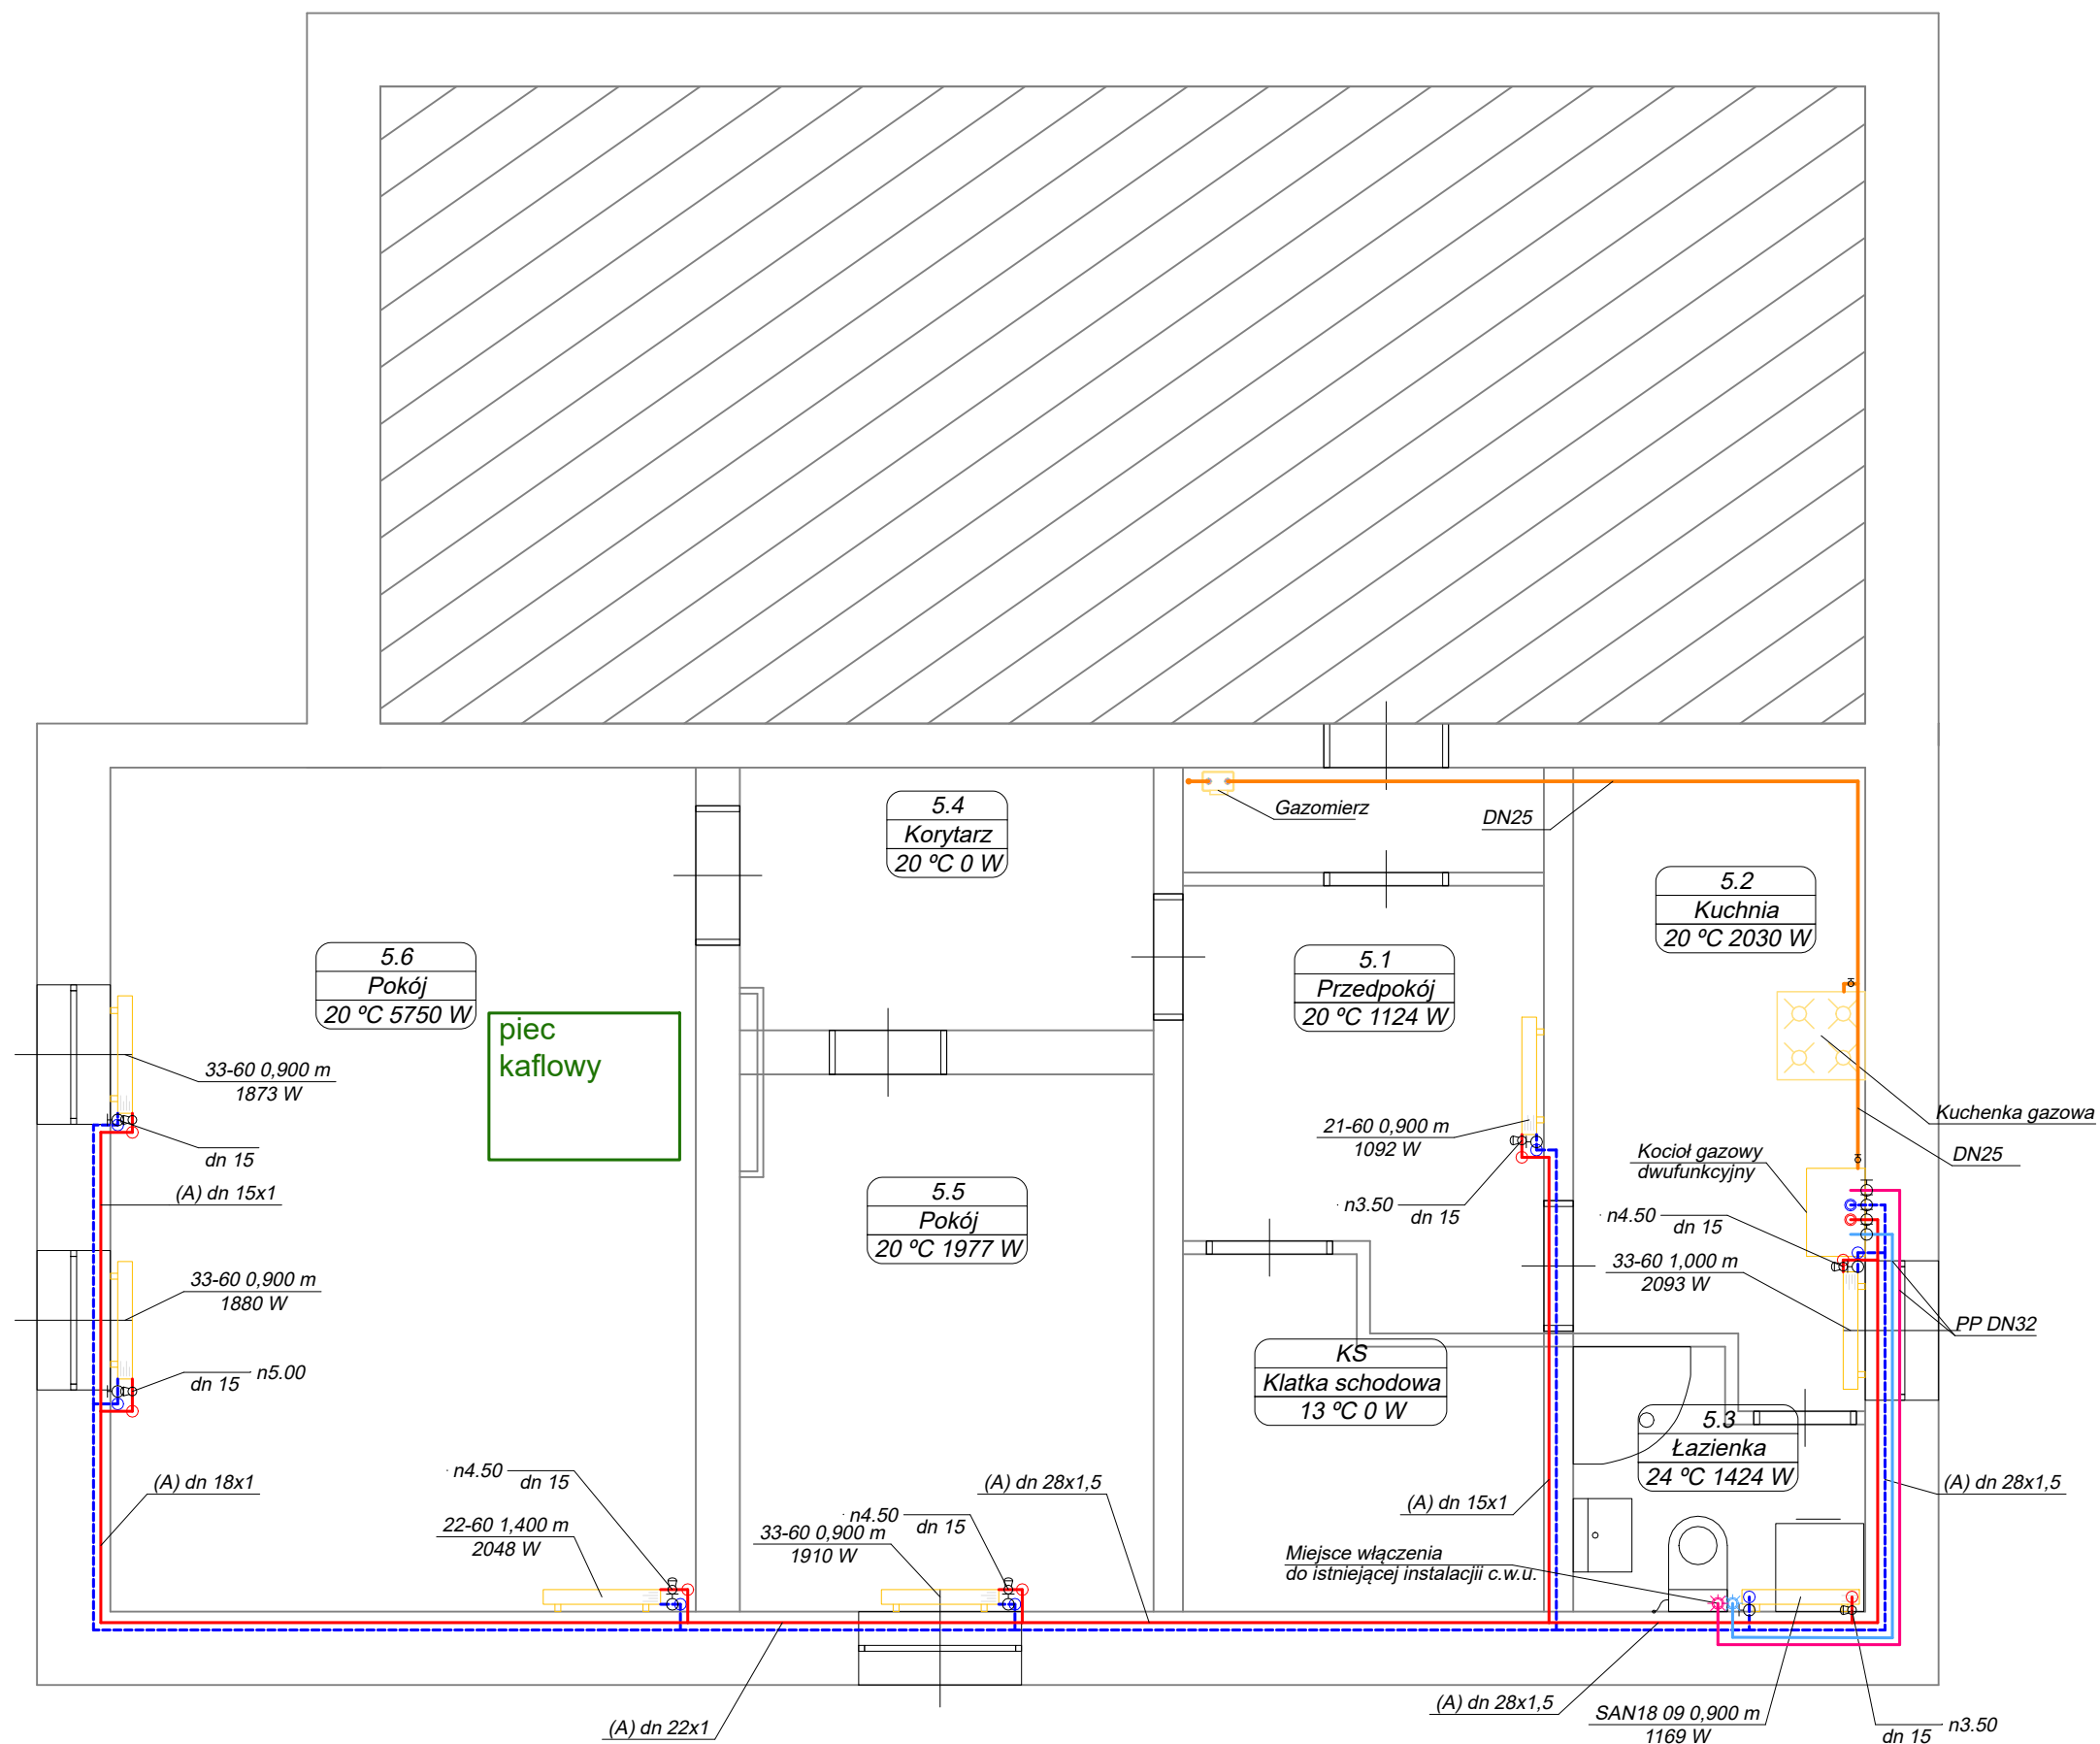 5.4
Korytarz
20 ºC 0 W
Gazomierz
DN25
5.2
Kuchnia
20 ºC 2030 W
5.6
Pokój
20 ºC 5750 W
5.1
Przedpokój
20 ºC 1124 W
piec
kaflowy
33-60 0,900 m
1873 W
dn 15
(A) dn 15x1
21-60 0,900 m
1092 W
n3.50
dn 15
Kuchenka gazowa
DN25
Kocioł gazowy
dwufunkcyjny
5.5
Pokój
20 ºC 1977 W
n4.50
dn 15
33-60 1,000 m
2093 W
PP DN32
33-60 0,900 m
1880 W
dn 15
n5.00
KS
Klatka schodowa
13 ºC 0 W
5.3
Łazienka
24 ºC 1424 W
(A) dn 18x1
n4.50
dn 15
(A) dn 28x1,5
(A) dn 15x1
(A) dn 28x1,5
22-60 1,400 m
2048 W
n4.50
dn 15
33-60 0,900 m
1910 W
Miejsce włączenia
do istniejącej instalacjii c.w.u.
(A) dn 22x1
(A) dn 28x1,5
SAN18 09 0,900 m
1169 W
n3.50
dn 15